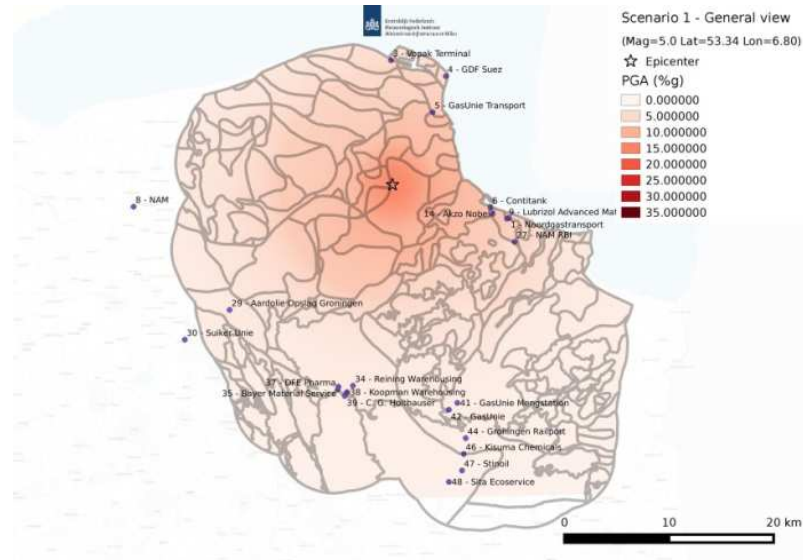 Scenario 1 - General view
(Mag=5.0 Lat=53.34 Lon=6.80)
Epicenter
PGA (%g)
0.000000
5.000000
10.000000
15.000000
20.000000
25.000000
30.000000
35.000000
3 - Vopak Terminal
4 - GDF Suez
5 - GasUnie Transport
8 - NAM
6 - Contitank
14 - Akzo Nobel
9 - Lubrizol Advanced Mat
1 - Noordgastransport
27 - NAM RBI
29 - Aardolie Opslag Groningen
30 - Suiker Unie
37 - DFE Pharma
34 - Reining Warehousing
35 - Bayer Material Service
38 - Koopman Warehousing
39 - C. G. Holthauser
41 - GasUnie Mengstation
42 - GasUnie
44 - Groningen Railport
46 - Kisuma Chemicals
47 - Stinoil
48 - Sita Ecoservice
0 10 20 km